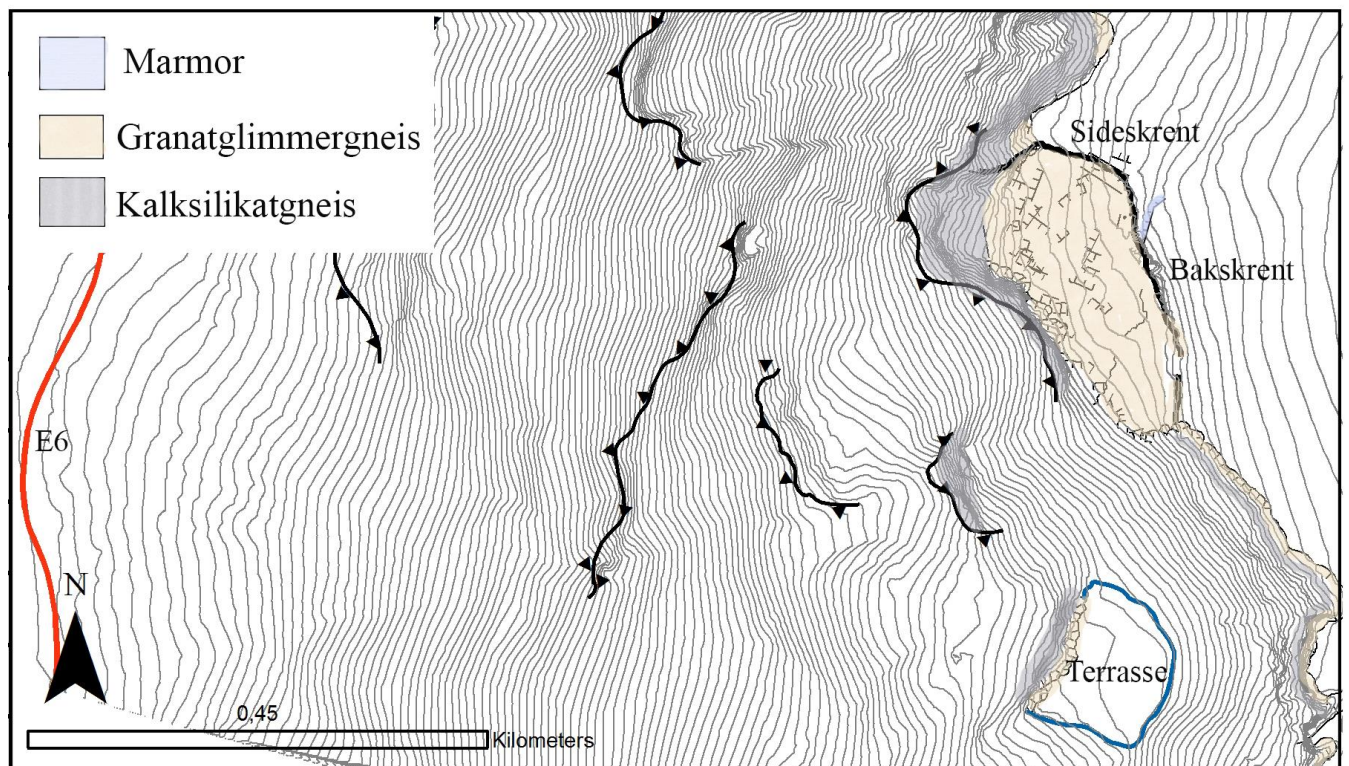 Marmor
Granatglimmergneis
Kalksilikatgneis
Sideskrent
Bakskrent
E6
N
Terrasse
0,45
Kilometers